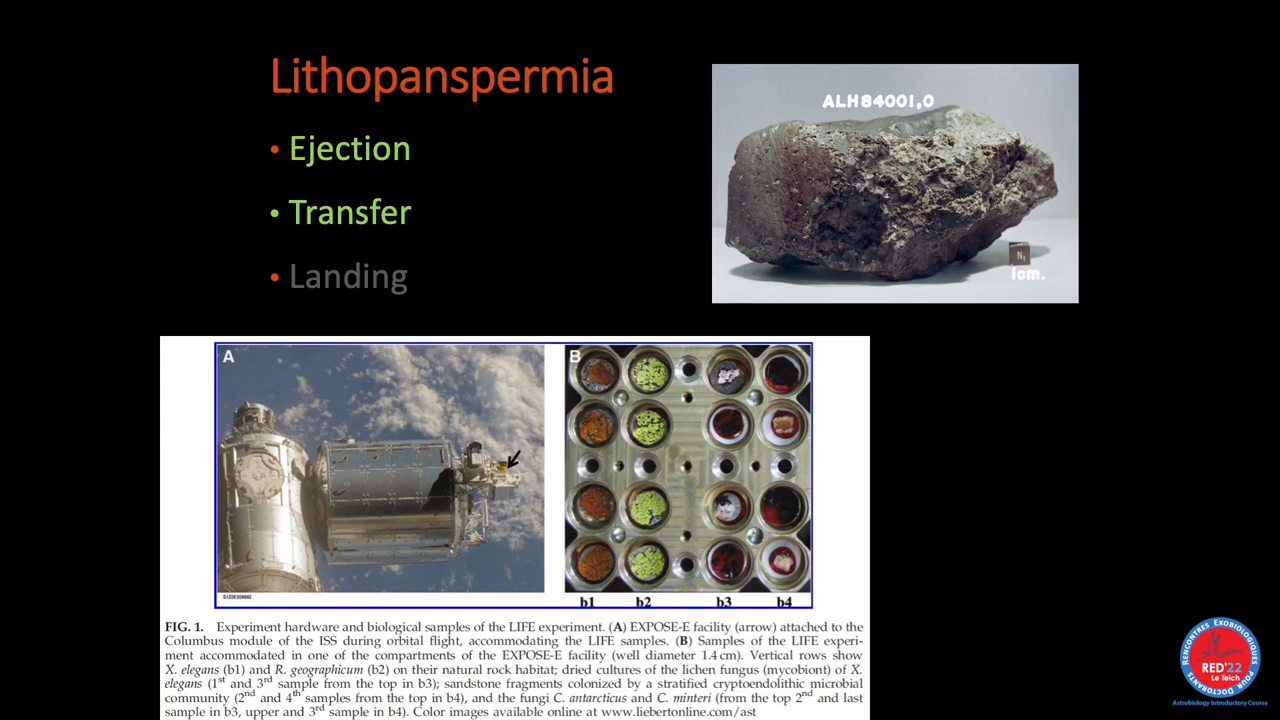 Lithopanspermia
• Ejection
• Transfer
• Landing
ALH84001,0
N1
1cm.
A
B
S122E009982
b1 b2 b3 b4
FIG. 1. Experiment hardware and biological samples of the LIFE experiment. (A) EXPOSE-E facility (arrow) attached to the
Columbus module of the ISS during orbital flight, accommodating the LIFE samples. (B) Samples of the LIFE experi-
ment accommodated in one of the compartments of the EXPOSE-E facility (well diameter 1.4 cm). Vertical rows show
X. elegans (b1) and R. geographicum (b2) on their natural rock habitat; dried cultures of the lichen fungus (mycobiont) of X.
elegans (1st and 3rd sample from the top in b3); sandstone fragments colonized by a stratified cryptoendolithic microbial
community (2nd and 4th samples from the top in b4), and the fungi C. antarcticus and C. minteri (from the top 2nd and last
sample in b3, upper and 3rd sample in b4). Color images available online at www.liebertonline.com/ast
RENCONTRES EXOBIOLOGIQUES
POUR DOCTORANTS
RED'22
Le Teich
Astrobiology Introductory Course